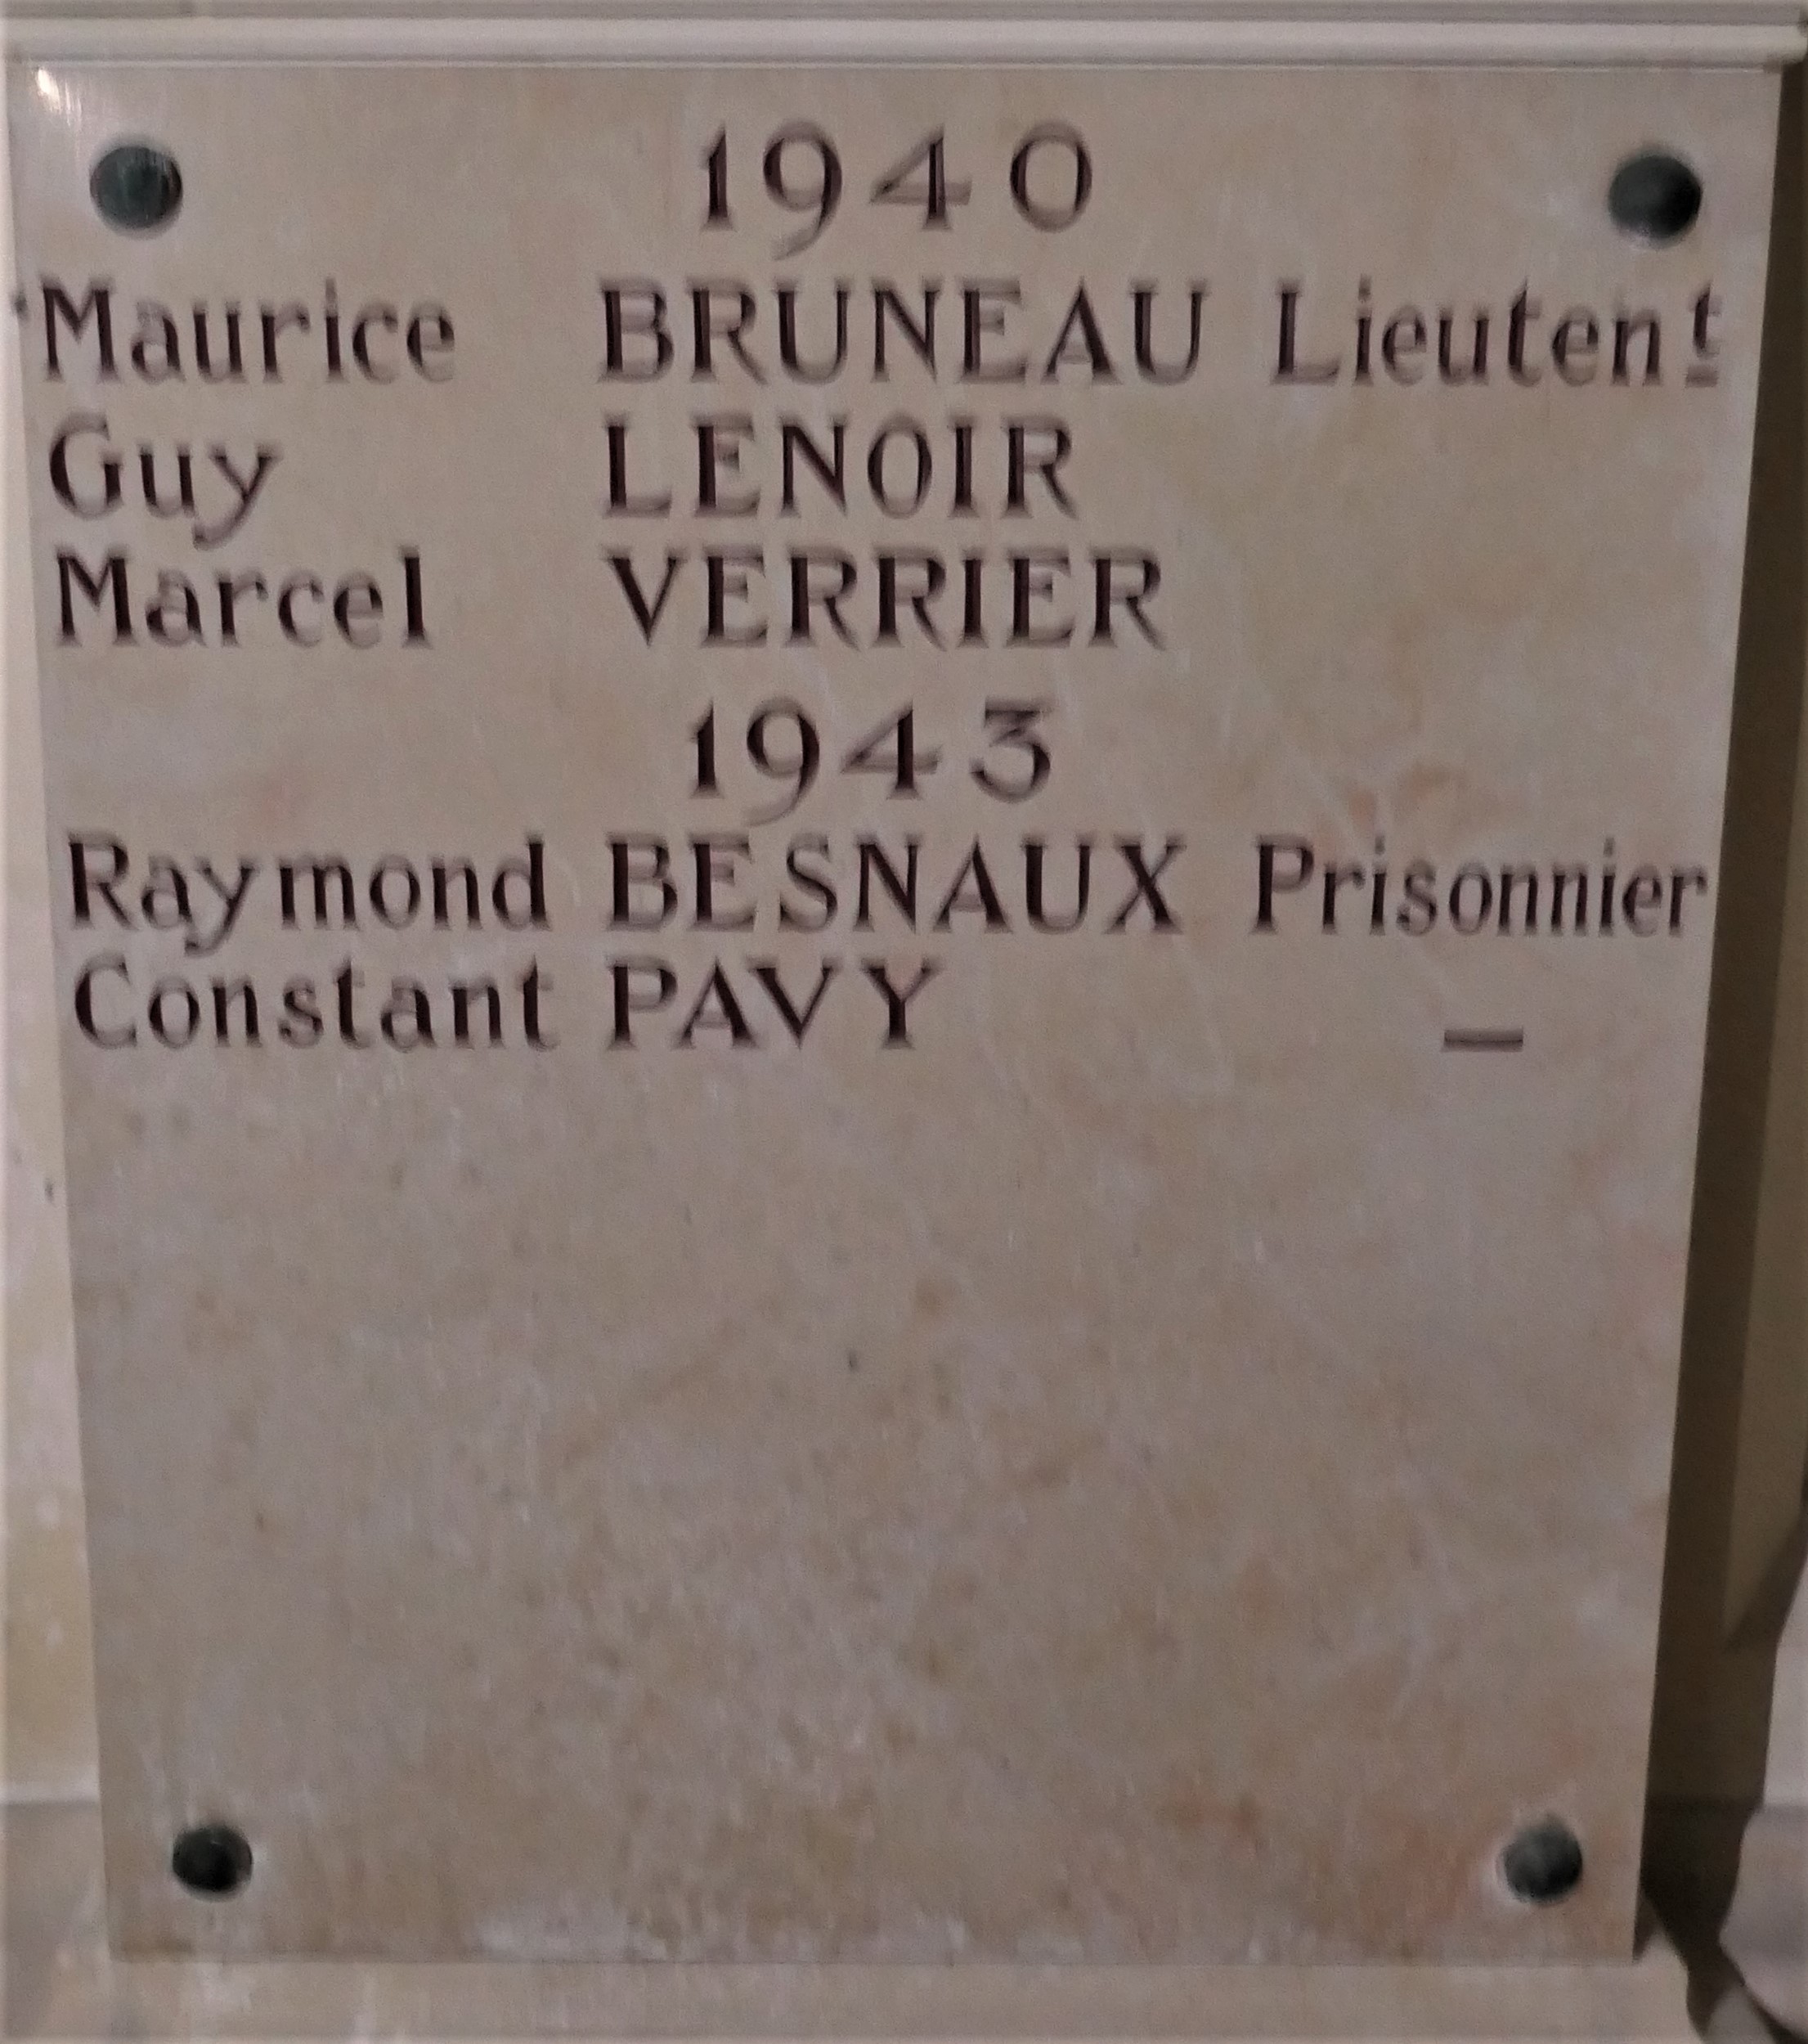 1940
Maurice BRUNEAU Lieutent
Guy LENOIR
Marcel VERRIER
1943
Raymond BESNAUX Prisonnier
Constant PAVY —